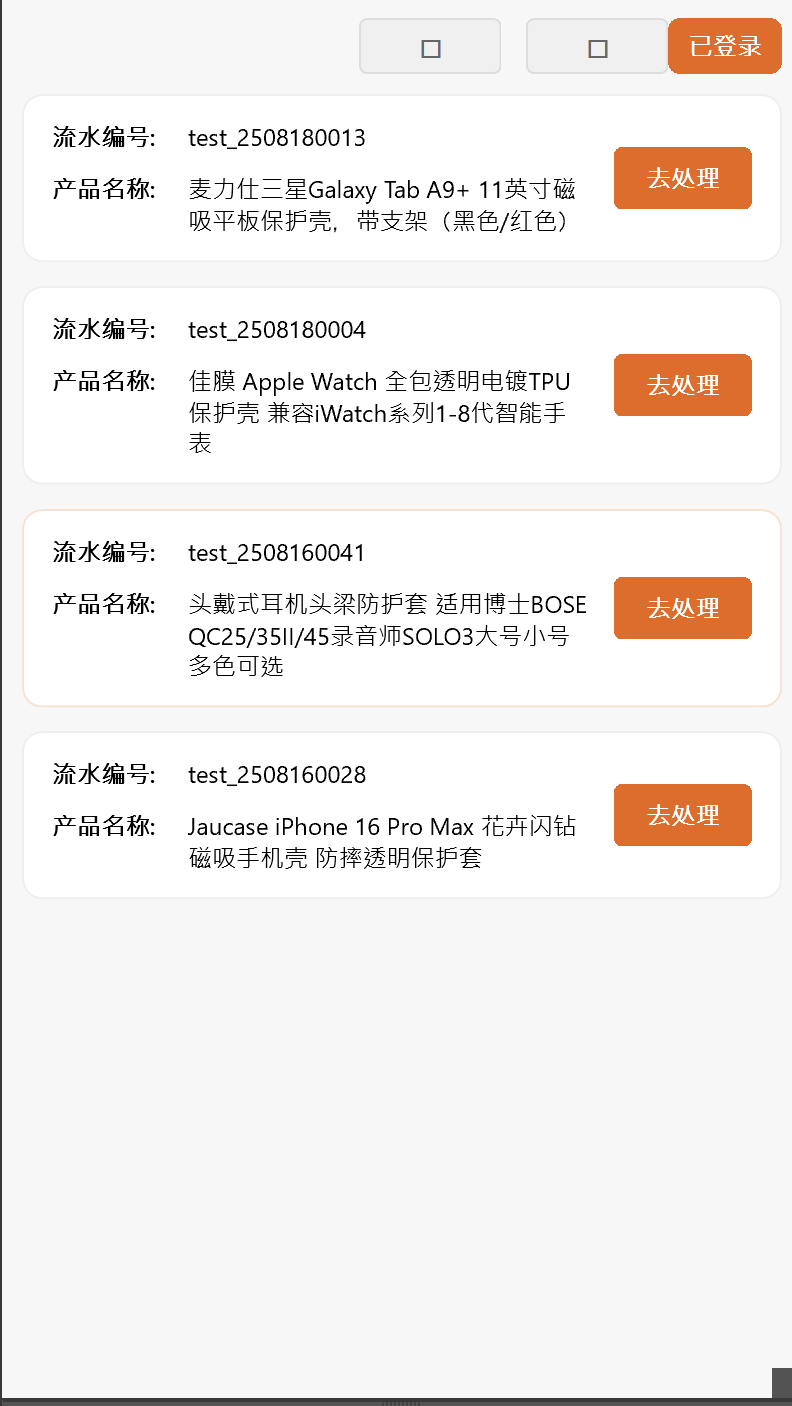 已登录
流水编号: test_2508180013
产品名称: 麦力仕三星Galaxy Tab A9+ 11英寸磁
吸平板保护壳，带支架（黑色/红色）
去处理
流水编号: test_2508180004
产品名称: 佳膜 Apple Watch 全包透明电镀TPU
保护壳 兼容iWatch系列1-8代智能手
表
去处理
流水编号: test_2508160041
产品名称: 头戴式耳机头梁防护套 适用博士BOSE
QC25/35II/45录音师SOLO3大号小号
多色可选
去处理
流水编号: test_2508160028
产品名称: Jaucase iPhone 16 Pro Max 花卉闪钻
磁吸手机壳 防摔透明保护套
去处理